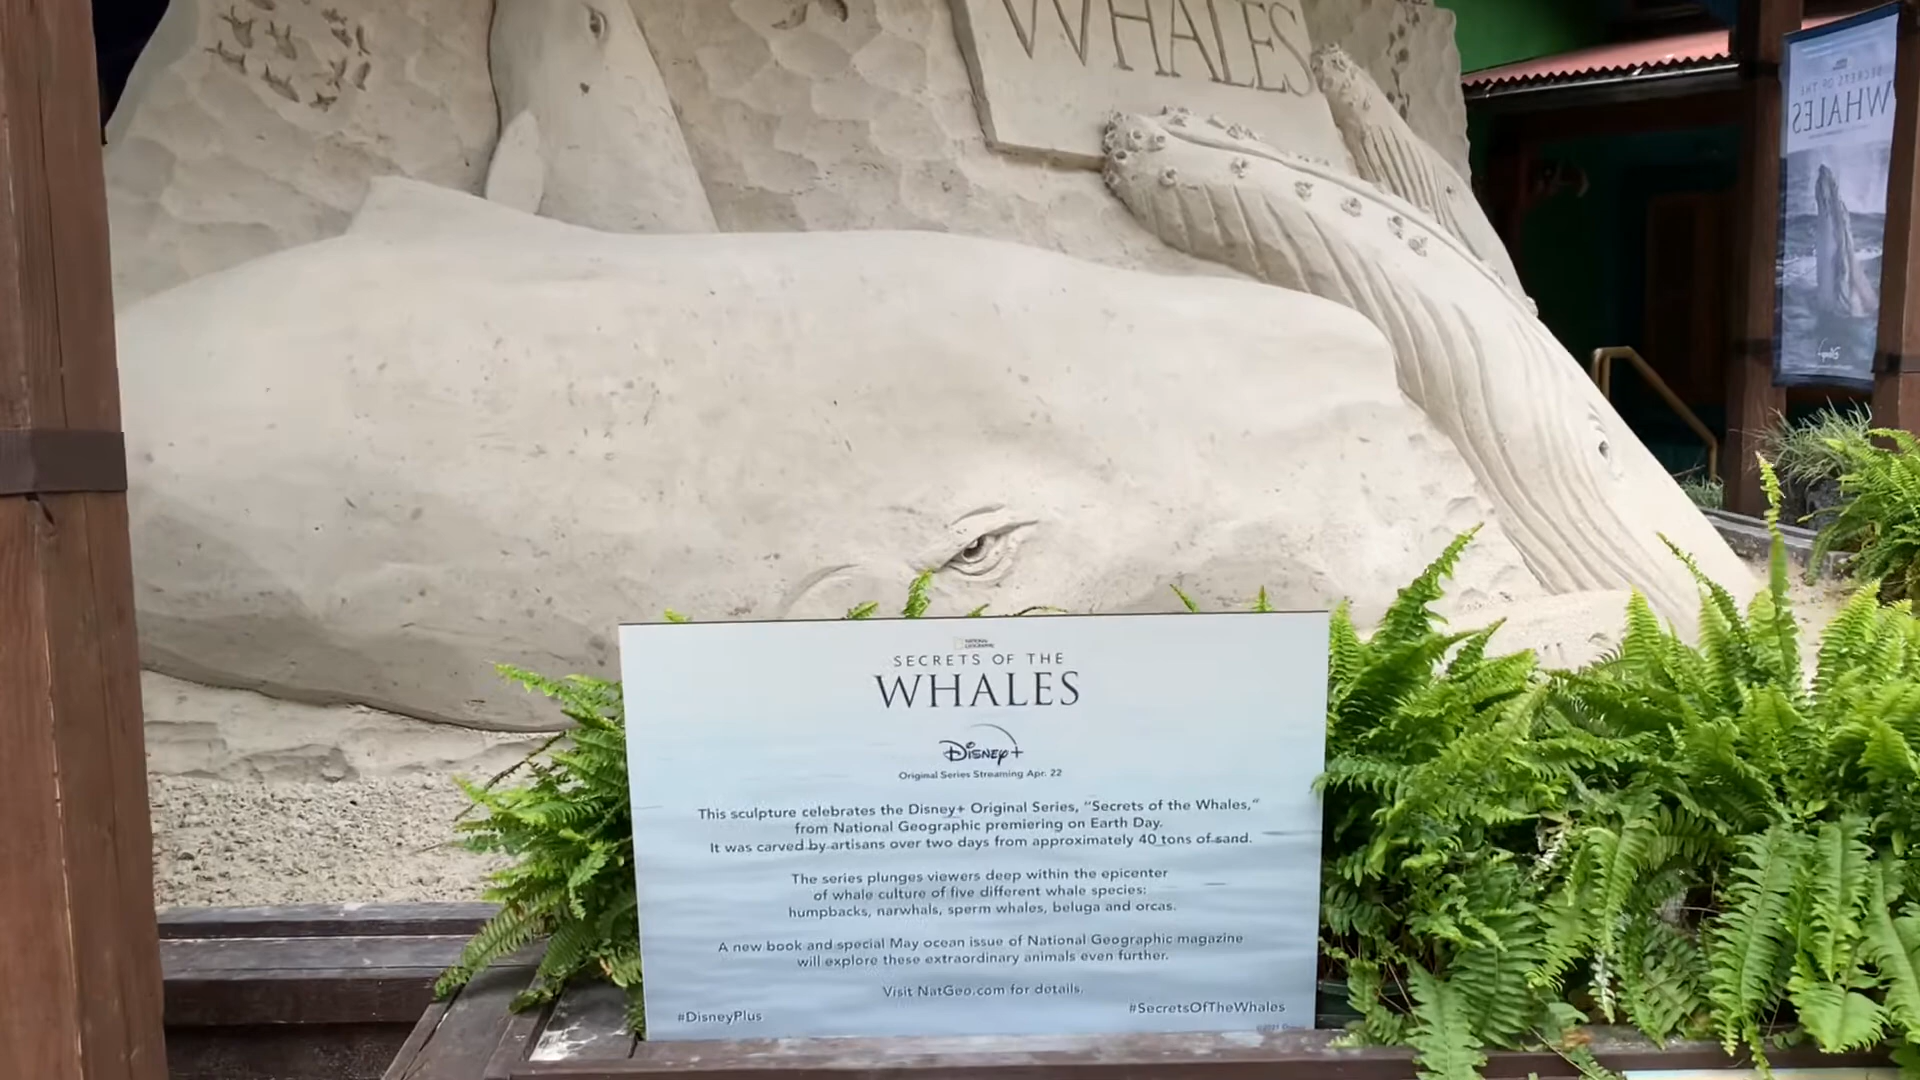 WHALES
SECRETS OF THE
WHALES
Disney
NATIONAL
GEOGRAPHIC
SECRETS OF THE
WHALES
Disney+
Original Series Streaming Apr. 22
This sculpture celebrates the Disney+ Original Series, “Secrets of the Whales,”
from National Geographic premiering on Earth Day.
It was carved by artisans over two days from approximately 40 tons of sand.
The series plunges viewers deep within the epicenter
of whale culture of five different whale species:
humpbacks, narwhals, sperm whales, beluga and orcas.
A new book and special May ocean issue of National Geographic magazine
will explore these extraordinary animals even further.
Visit NatGeo.com for details.
#DisneyPlus
#SecretsOfTheWhales
©2021 Disney